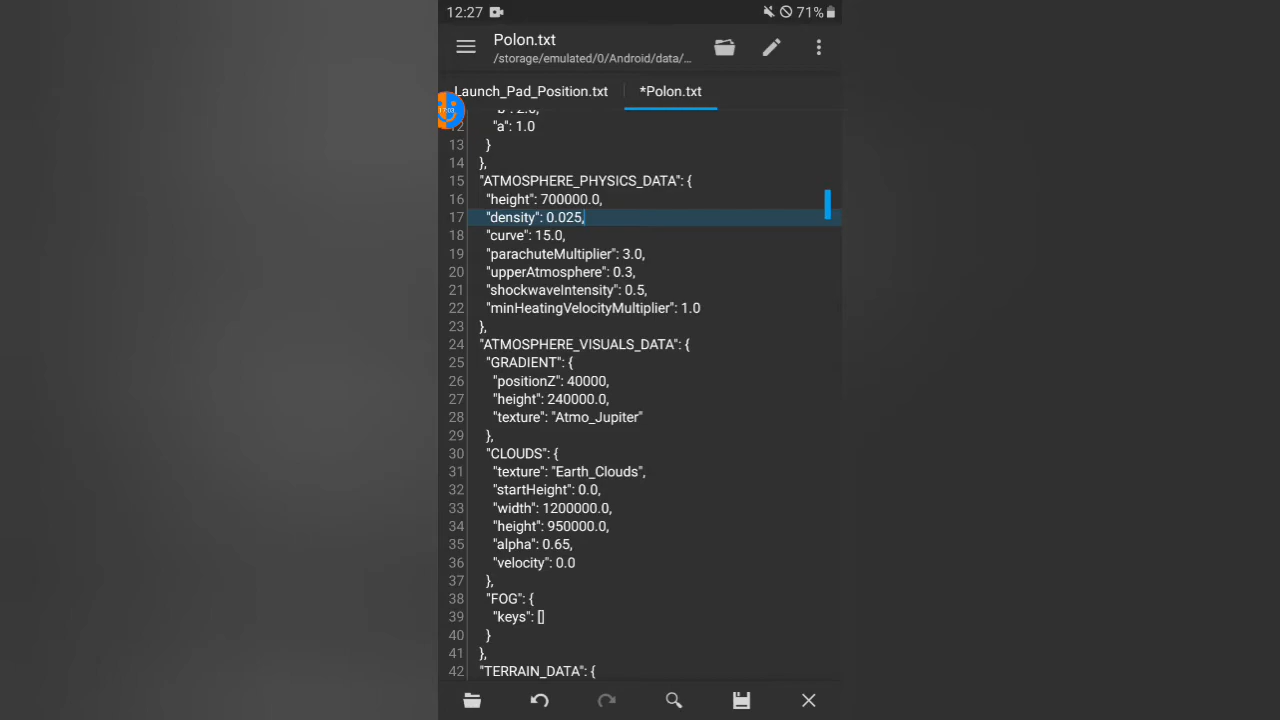 12:27
71%
Polon.txt
/storage/emulated/0/Android/data/...
Launch_Pad_Position.txt
*Polon.txt
12 "a": 1.0
13 }
14 },
15 "ATMOSPHERE_PHYSICS_DATA": {
16 "height": 700000.0,
17 "density": 0.025,
18 "curve": 15.0,
19 "parachuteMultiplier": 3.0,
20 "upperAtmosphere": 0.3,
21 "shockwaveIntensity": 0.5,
22 "minHeatingVelocityMultiplier": 1.0
23 },
24 "ATMOSPHERE_VISUALS_DATA": {
25 "GRADIENT": {
26 "positionZ": 40000,
27 "height": 240000.0,
28 "texture": "Atmo_Jupiter"
29 },
30 "CLOUDS": {
31 "texture": "Earth_Clouds",
32 "startHeight": 0.0,
33 "width": 1200000.0,
34 "height": 950000.0,
35 "alpha": 0.65,
36 "velocity": 0.0
37 },
38 "FOG": {
39 "keys": []
40 }
41 },
42 "TERRAIN_DATA": {